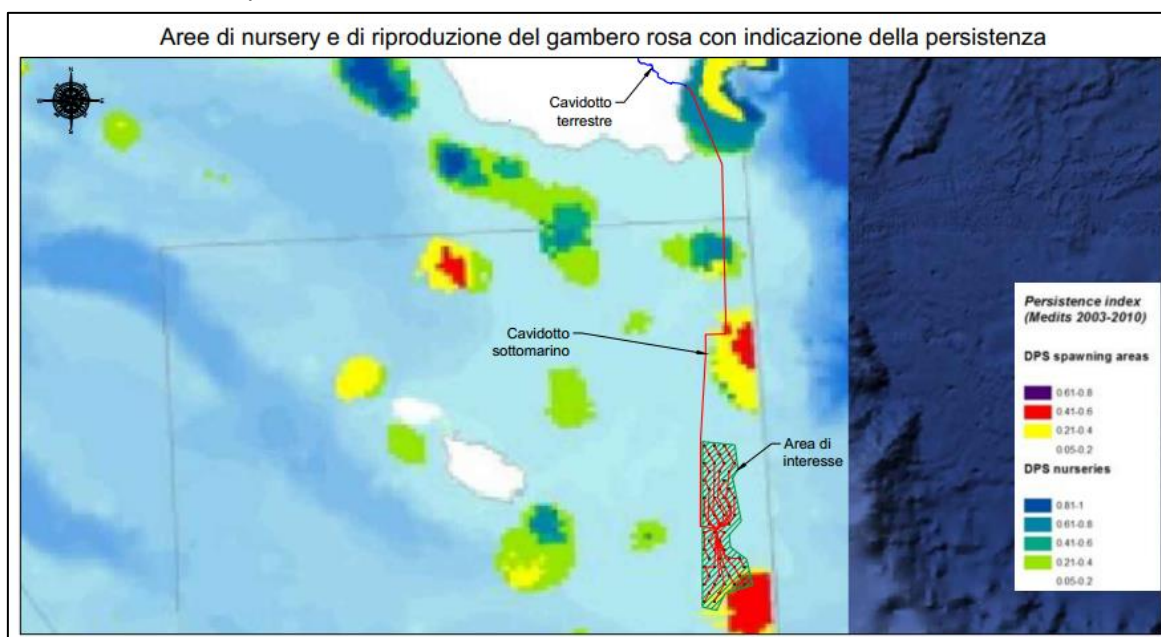 Aree di nursery e di riproduzione del gambero rosa con indicazione della persistenza
Cavidotto
terrestre
Cavidotto
sottomarino
Area di
interesse
Persistence index
(Medits 2003-2010)
DPS spawning areas
0.61-0.8
0.41-0.6
0.21-0.4
0.05-0.2
DPS nurseries
0.81-1
0.61-0.8
0.41-0.6
0.21-0.4
0.05-0.2